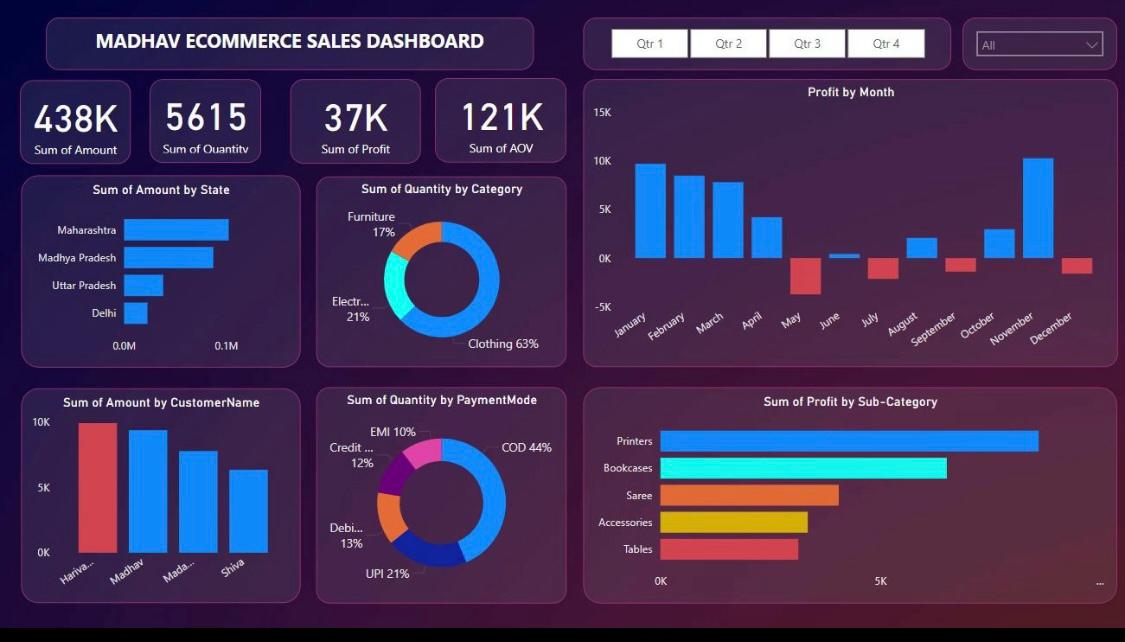 MADHAV ECOMMERCE SALES DASHBOARD
Qtr 1
Qtr 2
Qtr 3
Qtr 4
All
438K
Sum of Amount
5615
Sum of Quantity
37K
Sum of Profit
121K
Sum of AOV
Profit by Month
15K
10K
5K
0K
-5K
January
February
March
April
May
June
July
August
September
October
November
December
Sum of Amount by State
Maharashtra
Madhya Pradesh
Uttar Pradesh
Delhi
0.0M
0.1M
Sum of Quantity by Category
Furniture
17%
Electr...
21%
Clothing 63%
Sum of Amount by CustomerName
10K
5K
0K
Hariva...
Madhav
Mada...
Shiva
Sum of Quantity by PaymentMode
EMI 10%
Credit ...
12%
Debi...
13%
UPI 21%
COD 44%
Sum of Profit by Sub-Category
Printers
Bookcases
Saree
Accessories
Tables
0K
5K
...